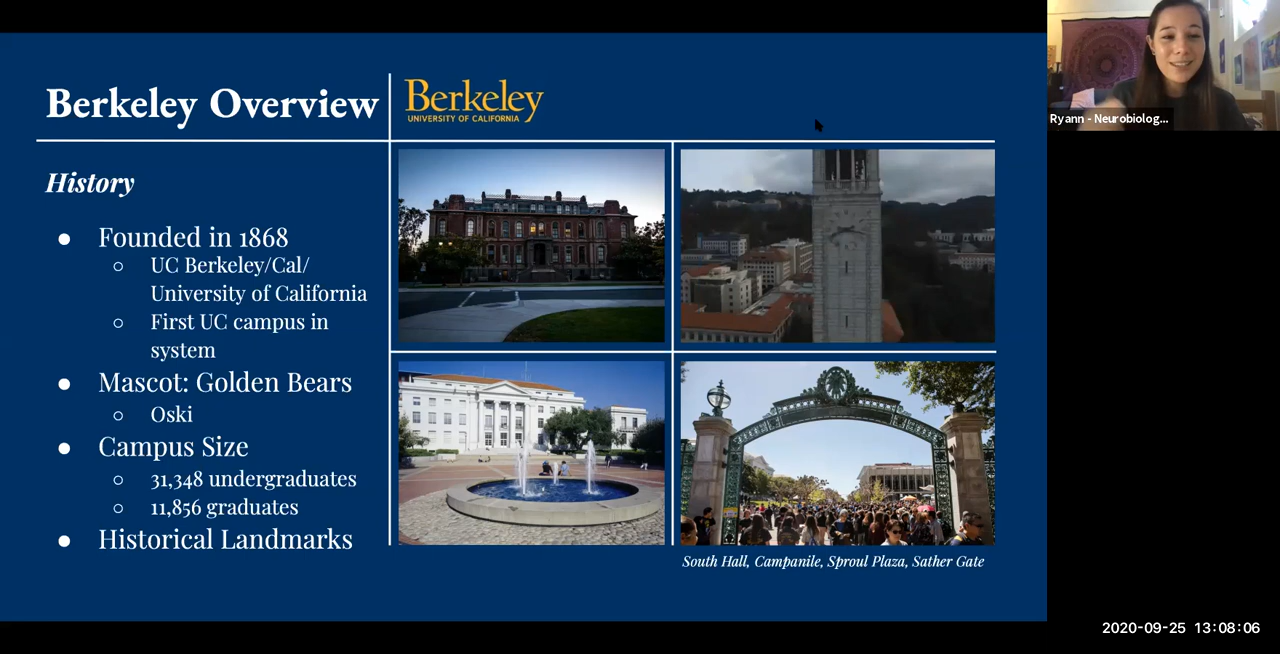 Berkeley Overview
Berkeley
UNIVERSITY OF CALIFORNIA
History
● Founded in 1868
○ UC Berkeley/Cal/
University of California
○ First UC campus in
system
● Mascot: Golden Bears
○ Oski
● Campus Size
○ 31,348 undergraduates
○ 11,856 graduates
● Historical Landmarks
South Hall, Campanile, Sproul Plaza, Sather Gate
Ryann - Neurobiolog...
2020-09-25 13:08:06